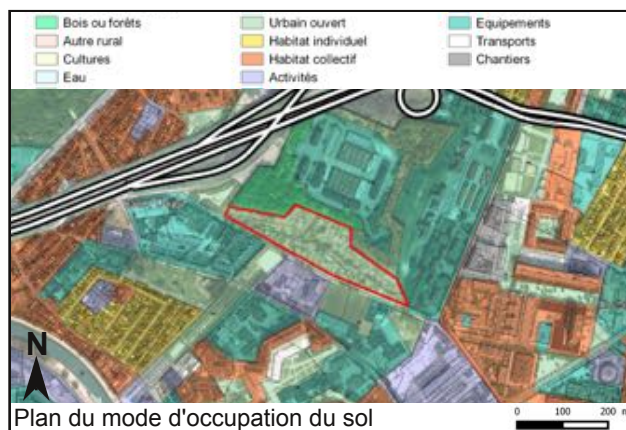 Bois ou forêts
Autre rural
Cultures
Eau
Urbain ouvert
Habitat individuel
Habitat collectif
Activités
Equipements
Transports
Chantiers
N
Plan du mode d'occupation du sol
0 100 200 m